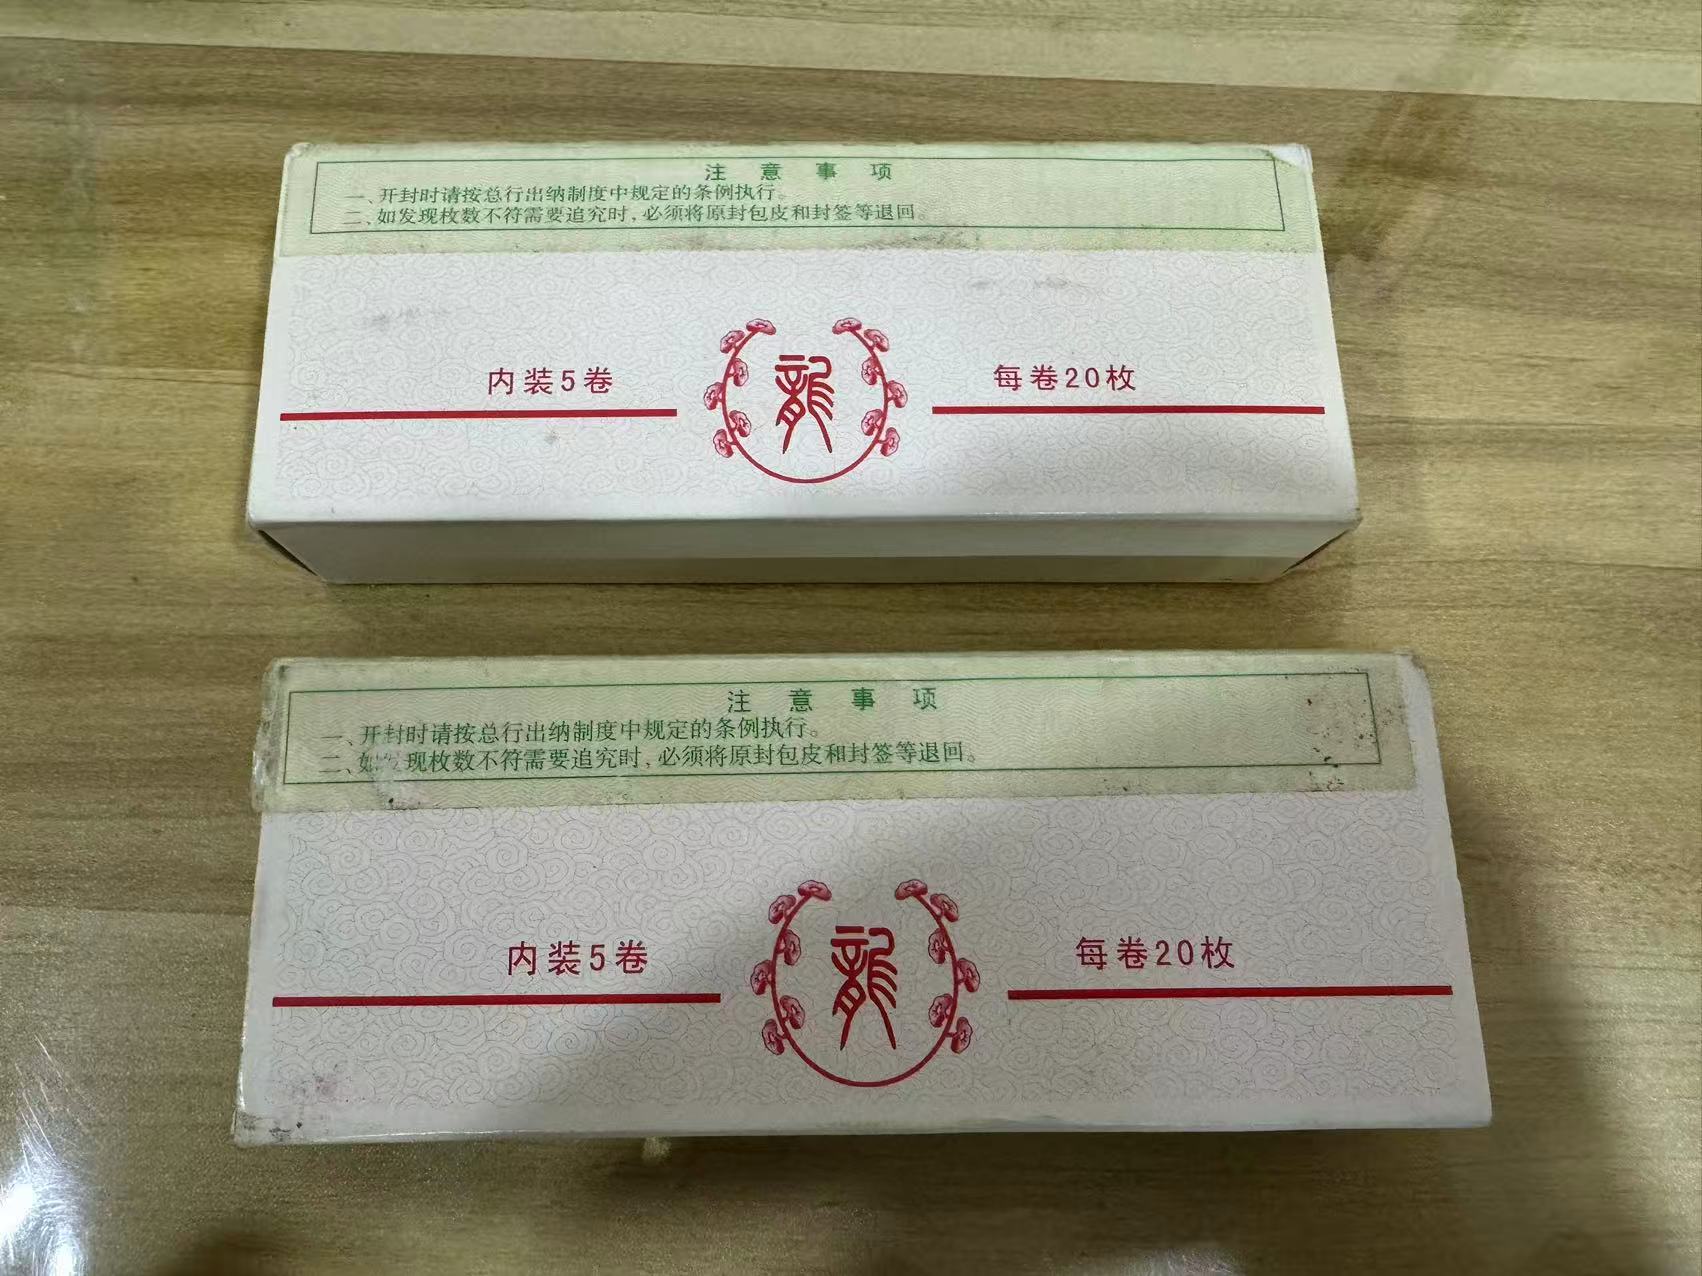 注意事项
一、开封时请按总行出纳制度中规定的条例执行。
二、如发现枚数不符需要追究时，必须将原封包皮和封签等退回。
内装5卷
龍
每卷20枚
注意事项
一、开封时请按总行出纳制度中规定的条例执行。
二、如发现枚数不符需要追究时，必须将原封包皮和封签等退回。
内装5卷
龍
每卷20枚